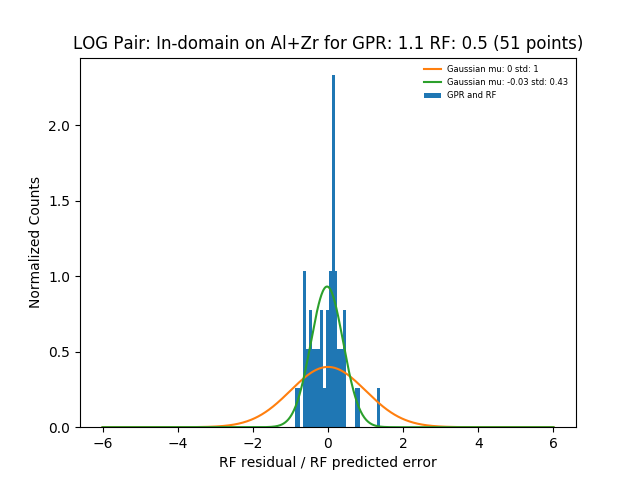 LOG Pair: In-domain on Al+Zr for GPR: 1.1 RF: 0.5 (51 points)
Gaussian mu: 0 std: 1
Gaussian mu: -0.03 std: 0.43
GPR and RF
Normalized Counts
2.0
1.5
1.0
0.5
0.0
−6 −4 −2 0 2 4 6
RF residual / RF predicted error